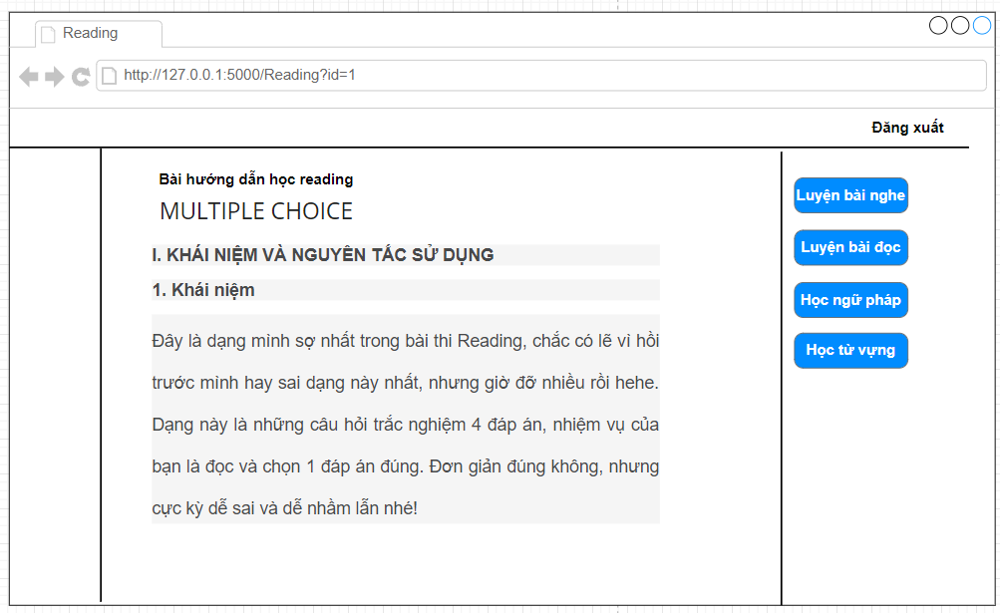 Reading
http://127.0.0.1:5000/Reading?id=1
Đăng xuất
Bài hướng dẫn học reading
MULTIPLE CHOICE
I. KHÁI NIỆM VÀ NGUYÊN TẮC SỬ DỤNG
1. Khái niệm
Đây là dạng mình sợ nhất trong bài thi Reading, chắc có lẽ vì hồi
trước mình hay sai dạng này nhất, nhưng giờ đỡ nhiều rồi hehe.
Dạng này là những câu hỏi trắc nghiệm 4 đáp án, nhiệm vụ của
bạn là đọc và chọn 1 đáp án đúng. Đơn giản đúng không, nhưng
cực kỳ dễ sai và dễ nhầm lẫn nhé!
Luyện bài nghe
Luyện bài đọc
Học ngữ pháp
Học từ vựng